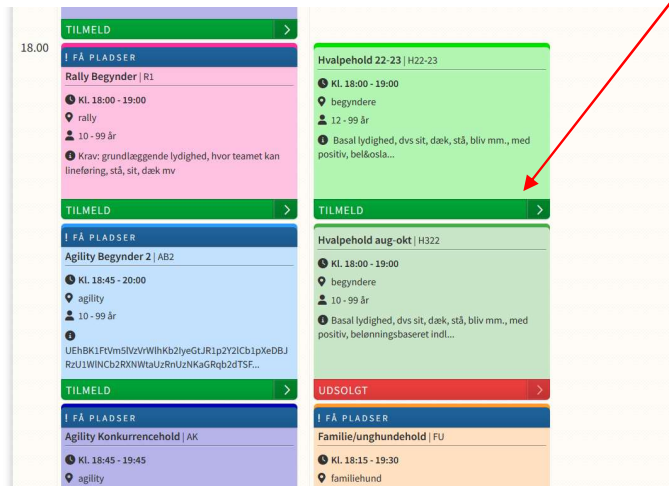 TILMELD
18.00
! FÅ PLADSER
Rally Begynder | R1
Kl. 18:00 - 19:00
rally
10 - 99 år
Krav: grundlæggende lydighed, hvor teamet kan
lineføring, stå, sit, dæk mv
TILMELD
! FÅ PLADSER
Agility Begynder 2 | AB2
Kl. 18:45 - 20:00
agility
10 - 99 år
UEhBK1FtVm5lVzVrWlhKb2IyeGtJR1p2Y2lCb1pXeDBJ
RzU1WlNCb2RXNWtaUzRnUzNKaGRqb2dTSF...
TILMELD
! FÅ PLADSER
Agility Konkurrencehold | AK
Kl. 18:45 - 19:45
agility
Hvalpehold 22-23 | H22-23
Kl. 18:00 - 19:00
begyndere
12 - 99 år
Basal lydighed, dvs sit, dæk, stå, bliv mm., med
positiv, bel&osla...
TILMELD
Hvalpehold aug-okt | H322
Kl. 18:00 - 19:00
begyndere
10 - 99 år
Basal lydighed, dvs sit, dæk, stå, bliv mm., med
positiv, belønningsbaseret indl...
UDSOLGT
! FÅ PLADSER
Familie/unghundehold | FU
Kl. 18:15 - 19:30
familiehund